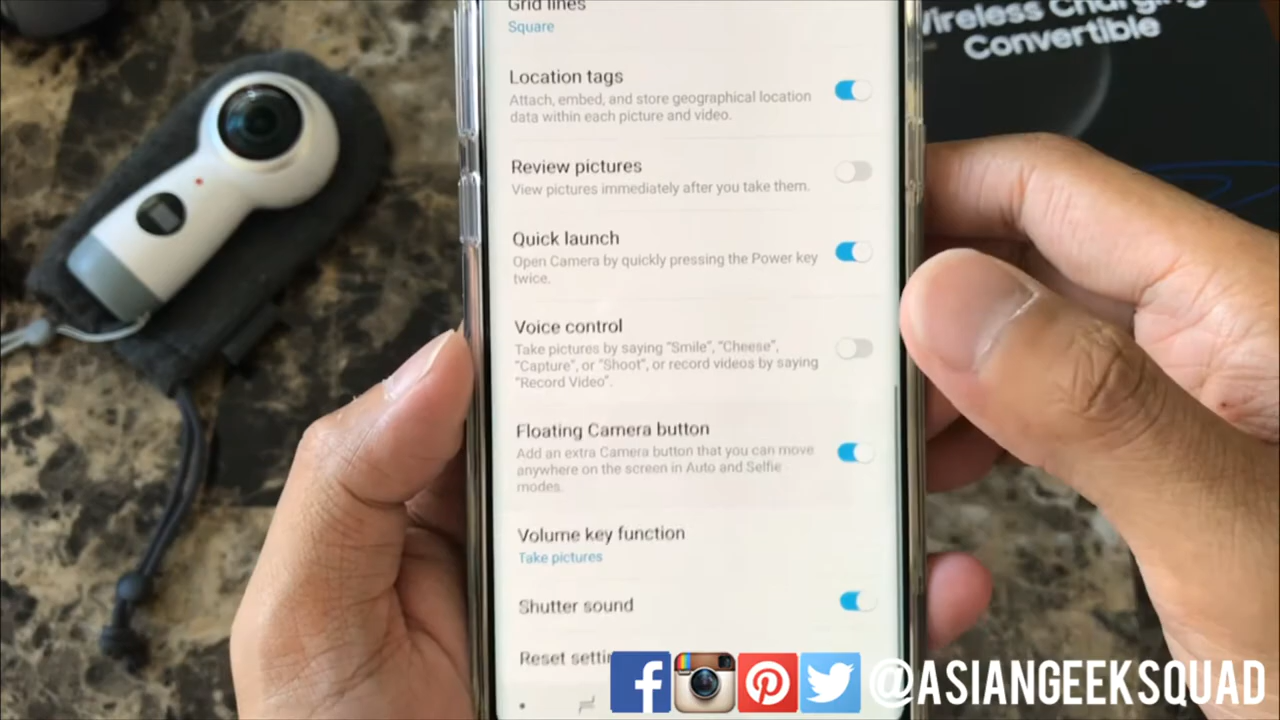 Grid lines
Square
Location tags
Attach, embed, and store geographical location
data within each picture and video.
Review pictures
View pictures immediately after you take them.
Quick launch
Open Camera by quickly pressing the Power key
twice.
Voice control
Take pictures by saying "Smile", "Cheese",
"Capture", or "Shoot", or record videos by saying
"Record Video".
Floating Camera button
Add an extra Camera button that you can move
anywhere on the screen in Auto and Selfie
modes.
Volume key function
Take pictures
Shutter sound
Reset
Wireless Charging
Convertible
@ASIANGEEKSQUAD